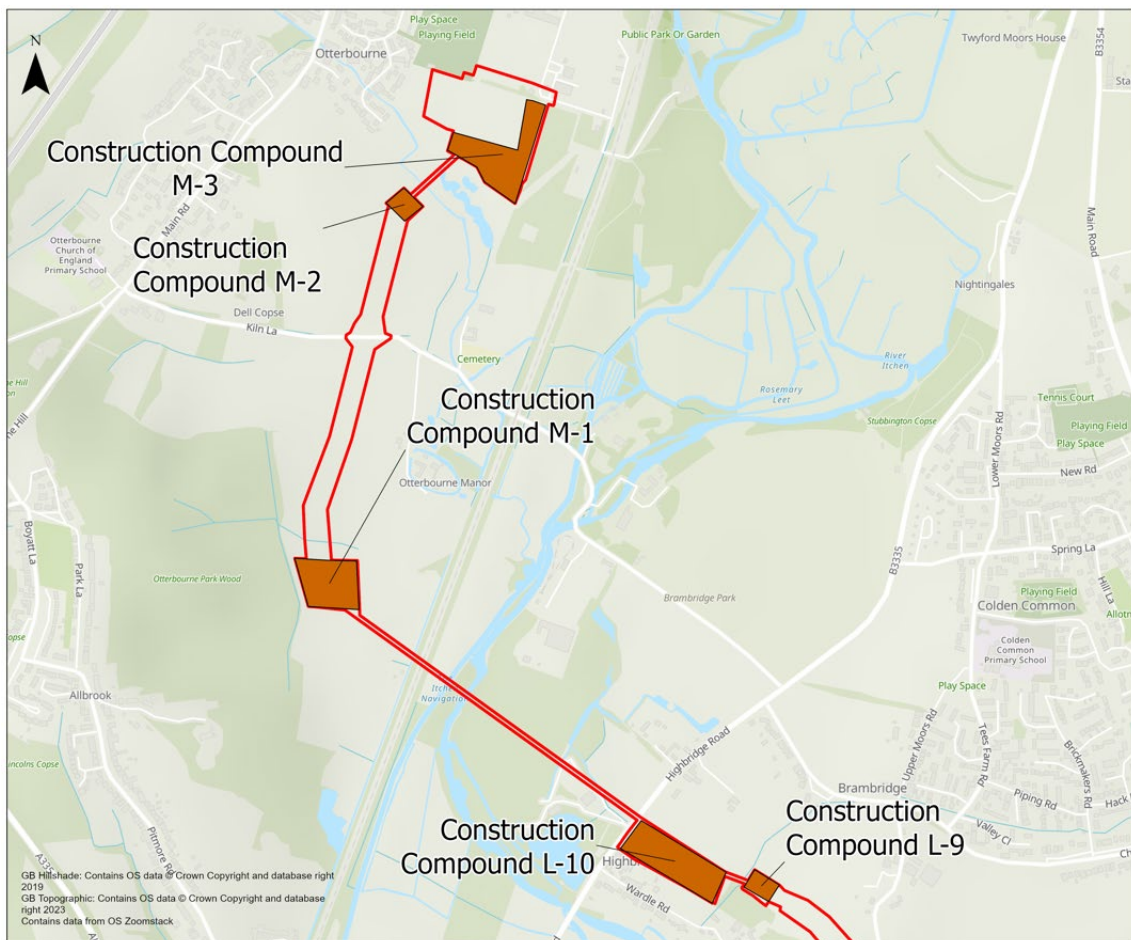 Play Space
Playing Field
Public Park Or Garden
Twyford Moors House
B3354
N
Otterbourne
Construction Compound
M-3
Main Rd
Construction
Compound M-2
Otterbourne
Church of
England
Primary School
Main Road
Nightingales
Dell Copse
Kiln La
Cemetery
River
Itchen
Rosemary
Leet
Construction
Compound M-1
Stubbington Copse
Tennis Court
Playing Field
Play Space
Lower Moors Rd
New Rd
Otterbourne Manor
Boyatt La
Park La
Otterbourne Park Wood
B3335
Spring La
Hill La
Brambridge Park
Playing Field
Colden Common
Colden
Common
Primary School
Play Space
Allbrook
Navigation
Highbridge Road
Upper Moors Rd
Tees Farm Rd
Brickmakers Rd
Brambridge
Piping Rd
Valley Cl
Construction
Compound L-9
Construction
Compound L-10
Wardle Rd
Pitmore Rd
GB Hillshade: Contains OS data © Crown Copyright and database right
2019
GB Topographic: Contains OS data © Crown Copyright and database
right 2023
Contains data from OS Zoomstack